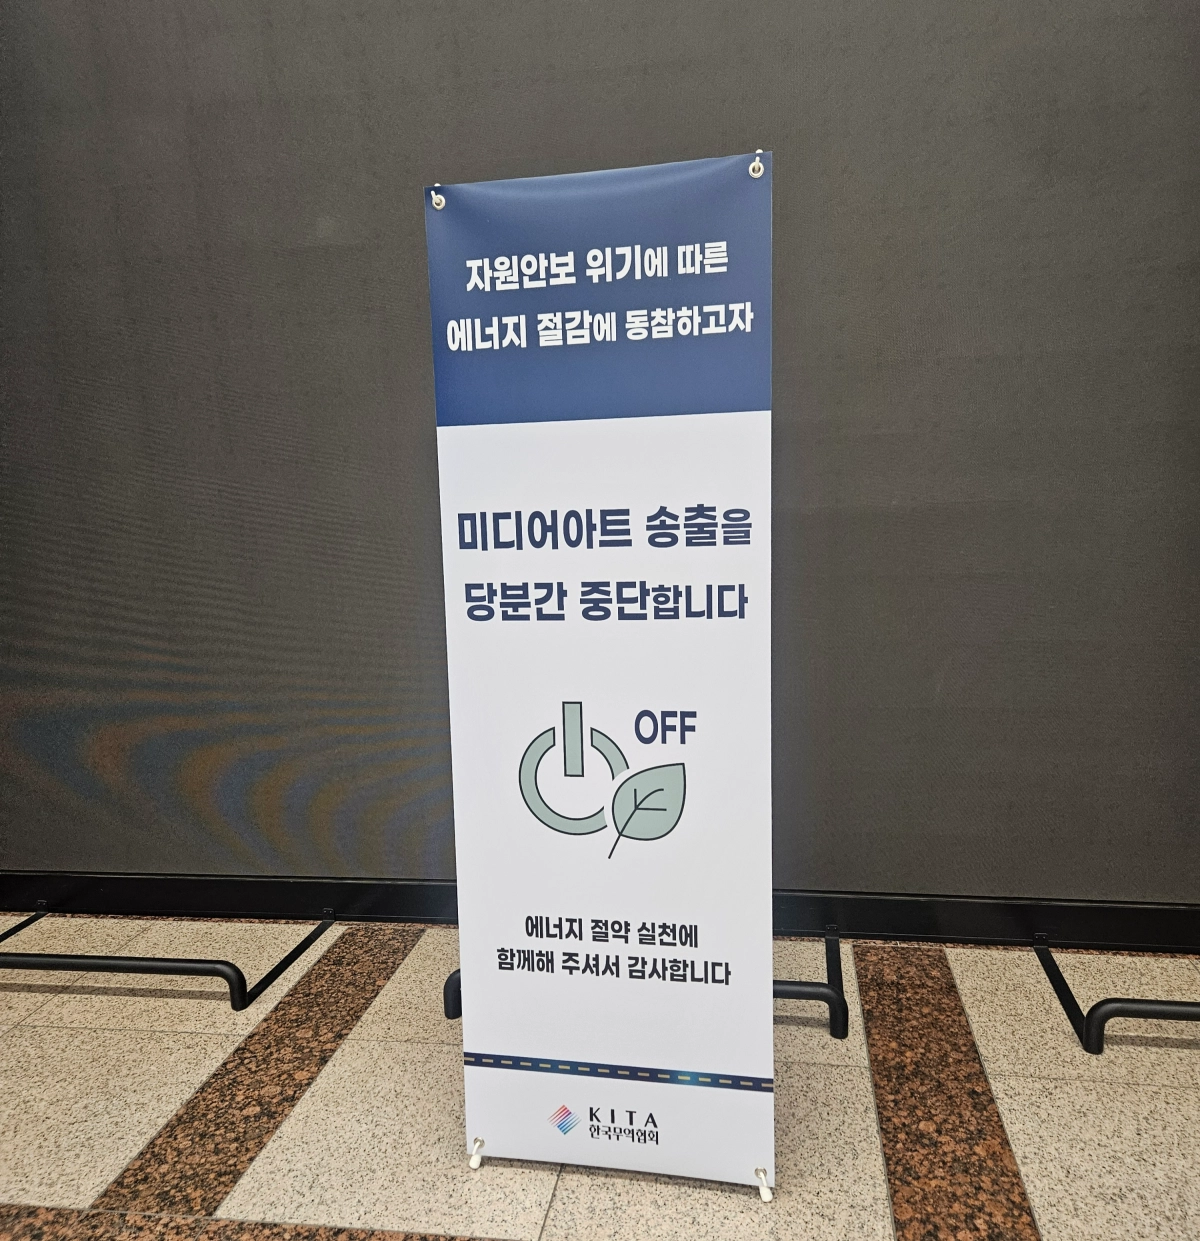 자원안보 위기에 따른
에너지 절감에 동참하고자
미디어아트 송출을
당분간 중단합니다
OFF
에너지 절약 실천에
함께해 주셔서 감사합니다
KITA
한국무역협회